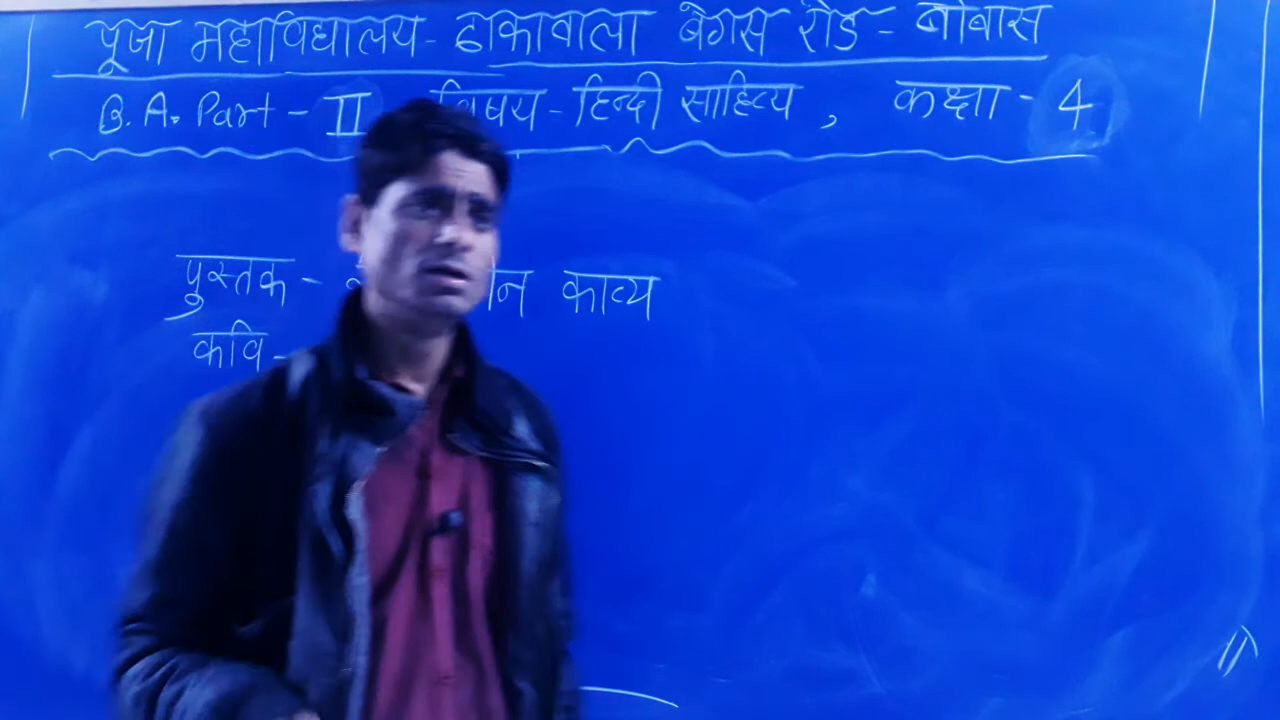 पूजा महाविद्यालय - ढाकावाला बेगस रोड - बोबास
B. A. Part - II विषय - हिन्दी साहित्य , कक्षा - 4
पुस्तक - काव्य
कवि -